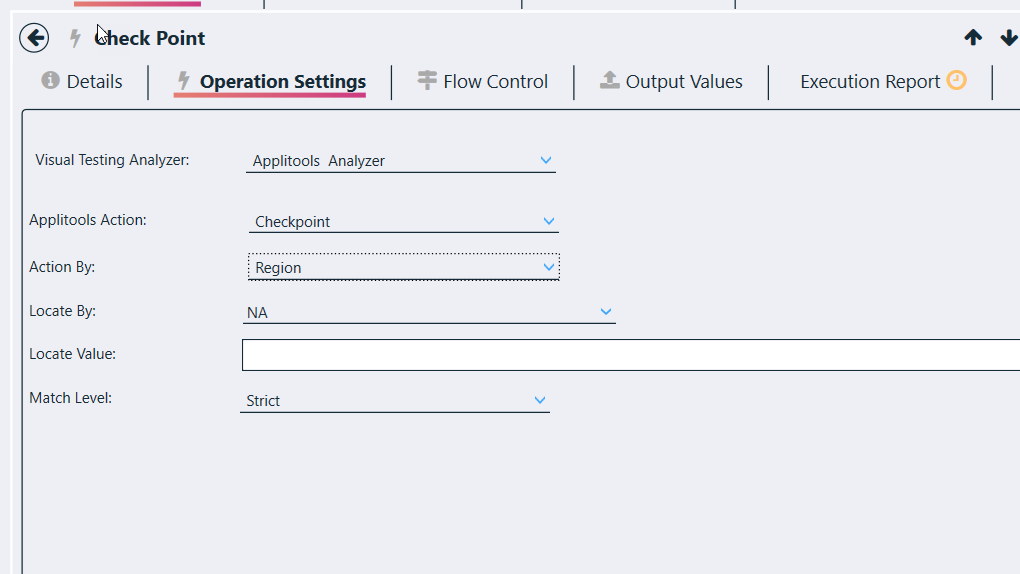 Check Point
Details
Operation Settings
Flow Control
Output Values
Execution Report
Visual Testing Analyzer:
Applitools Analyzer
Applitools Action:
Checkpoint
Action By:
Region
Locate By:
NA
Locate Value:
Match Level:
Strict